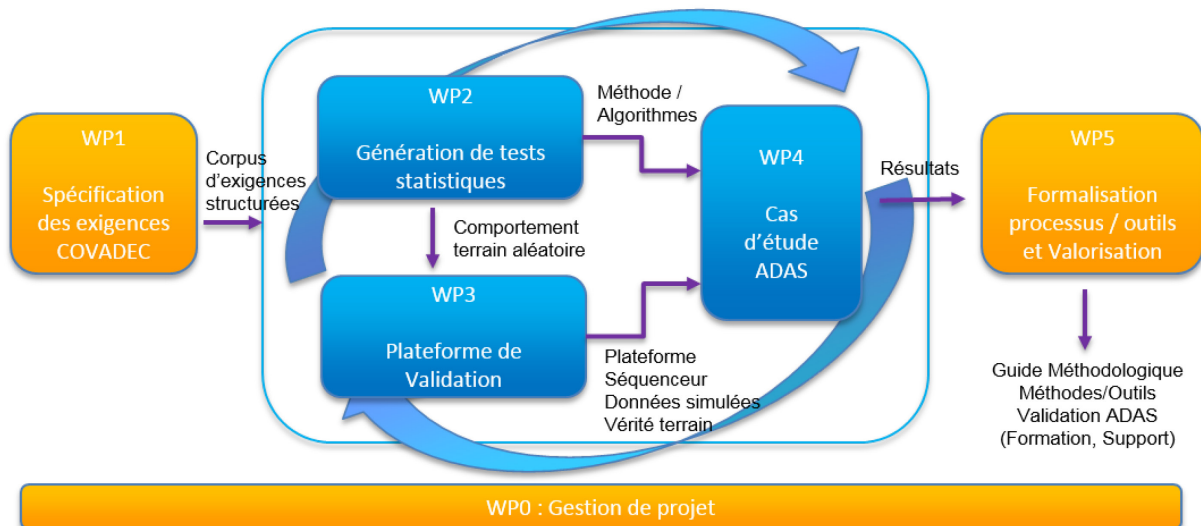 WP1
Spécification
des exigences
COVADEC
Corpus
d'exigences
structurées
WP2
Génération de tests
statistiques
Méthode /
Algorithmes
Comportement
terrain aléatoire
WP3
Plateforme de
Validation
Plateforme
Séquenceur
Données simulées
Vérité terrain
WP4
Cas
d'étude
ADAS
Résultats
WP5
Formalisation
processus / outils
et Valorisation
Guide Méthodologique
Méthodes/Outils
Validation ADAS
(Formation, Support)
WP0 : Gestion de projet